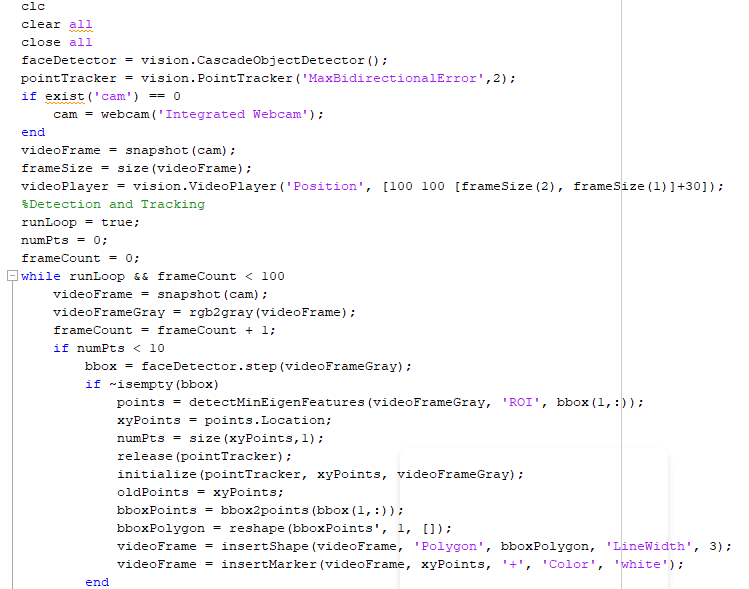 clc
clear all
close all
faceDetector = vision.CascadeObjectDetector();
pointTracker = vision.PointTracker('MaxBidirectionalError',2);
if exist('cam') == 0
    cam = webcam('Integrated Webcam');
end
videoFrame = snapshot(cam);
frameSize = size(videoFrame);
videoPlayer = vision.VideoPlayer('Position', [100 100 [frameSize(2), frameSize(1)]+30]);
%Detection and Tracking
runLoop = true;
numPts = 0;
frameCount = 0;
while runLoop && frameCount < 100
    videoFrame = snapshot(cam);
    videoFrameGray = rgb2gray(videoFrame);
    frameCount = frameCount + 1;
    if numPts < 10
        bbox = faceDetector.step(videoFrameGray);
        if ~isempty(bbox)
            points = detectMinEigenFeatures(videoFrameGray, 'ROI', bbox(1,:));
            xyPoints = points.Location;
            numPts = size(xyPoints,1);
            release(pointTracker);
            initialize(pointTracker, xyPoints, videoFrameGray);
            oldPoints = xyPoints;
            bboxPoints = bbox2points(bbox(1,:));
            bboxPolygon = reshape(bboxPoints', 1, []);
            videoFrame = insertShape(videoFrame, 'Polygon', bboxPolygon, 'LineWidth', 3);
            videoFrame = insertMarker(videoFrame, xyPoints, '+', 'Color', 'white');
        end